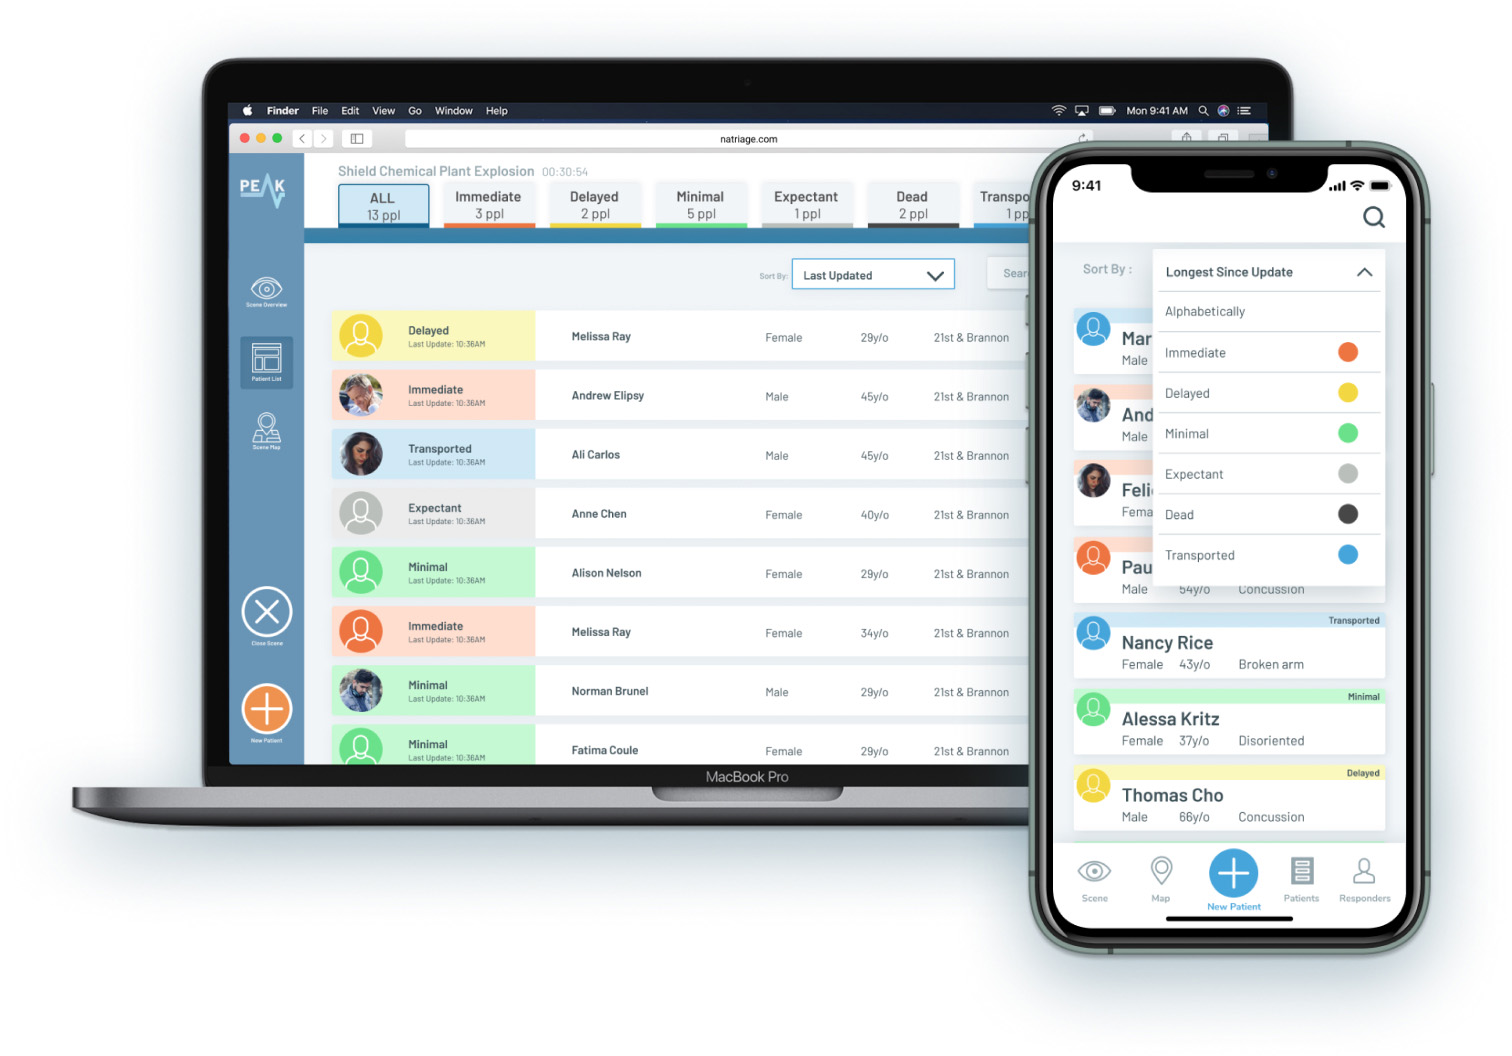 Finder File Edit View Go Window Help Mon 9:41 AM
natriage.com
PEAK
Shield Chemical Plant Explosion 00:30:54
ALL
13 ppl
Immediate
3 ppl
Delayed
2 ppl
Minimal
5 ppl
Expectant
1 ppl
Dead
2 ppl
Transpo
1 pp
Sort By: Last Updated
Sear
Scene Overview
Patient List
Scene Map
Close Scene
New Patient
Delayed
Last Update: 10:36AM
Melissa Ray Female 29y/o 21st & Brannon
Immediate
Last Update: 10:36AM
Andrew Elipsy Male 45y/o 21st & Brannon
Transported
Last Update: 10:36AM
Ali Carlos Male 45y/o 21st & Brannon
Expectant
Last Update: 10:36AM
Anne Chen Female 40y/o 21st & Brannon
Minimal
Last Update: 10:36AM
Alison Nelson Female 29y/o 21st & Brannon
Immediate
Last Update: 10:36AM
Melissa Ray Female 34y/o 21st & Brannon
Minimal
Last Update: 10:36AM
Norman Brunel Male 29y/o 21st & Brannon
Minimal
Last Update: 10:36AM
Fatima Coule Female 29y/o 21st & Brannon
MacBook Pro
9:41
Sort By :
Longest Since Update
Alphabetically
Immediate
Delayed
Minimal
Expectant
Dead
Transported
Mar
Male
And
Male
Feli
Fema
Pau
Male 54y/o Concussion
Transported
Nancy Rice
Female 43y/o Broken arm
Minimal
Alessa Kritz
Female 37y/o Disoriented
Delayed
Thomas Cho
Male 66y/o Concussion
Scene
Map
New Patient
Patients
Responders